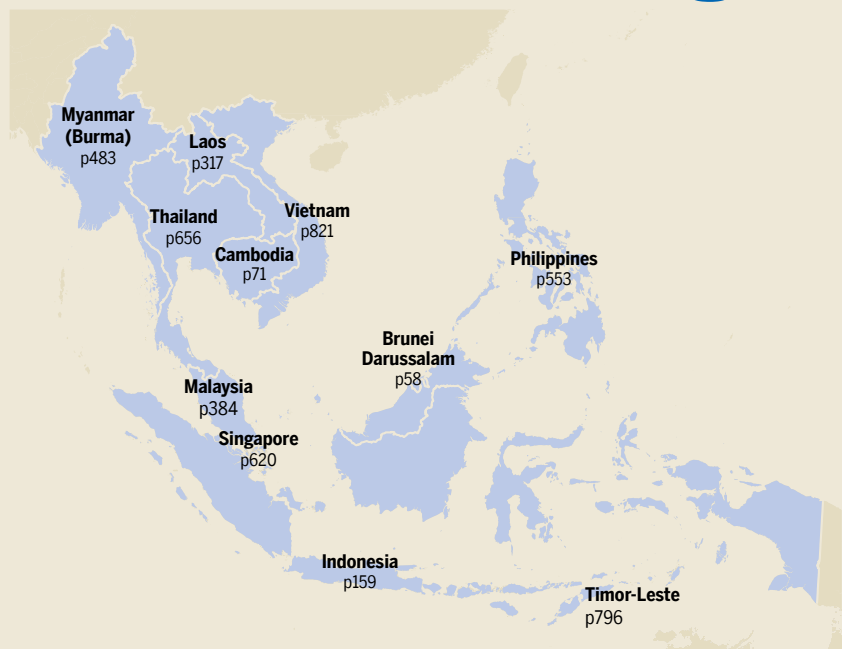 Myanmar
(Burma)
p483
Laos
p317
Thailand
p656
Vietnam
p821
Cambodia
p71
Philippines
p553
Brunei
Darussalam
p58
Malaysia
p384
Singapore
p620
Indonesia
p159
Timor-Leste
p796